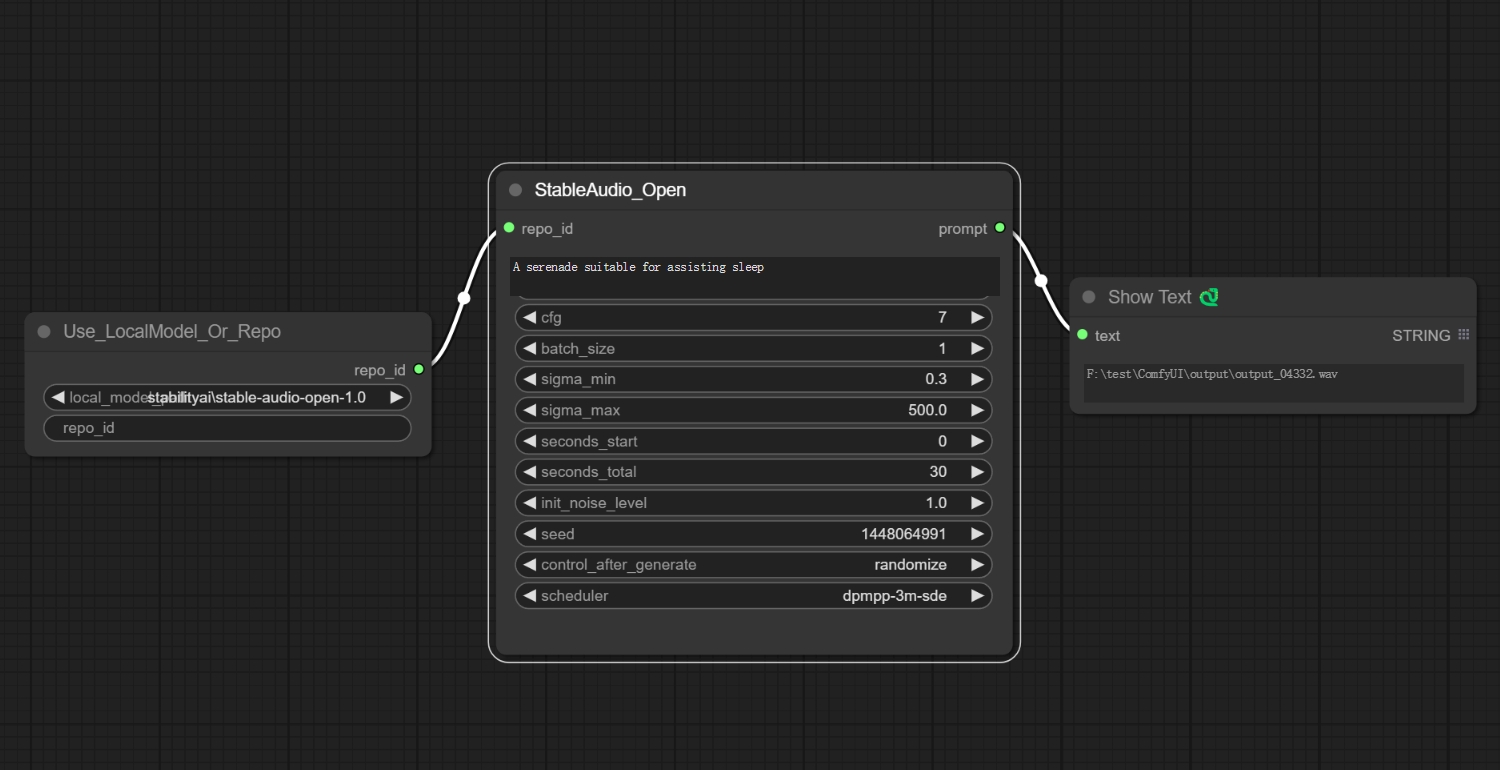 Use_LocalModel_Or_Repo
repo_id
stabilityai\stable-audio-open-1.0
repo_id
StableAudio_Open
repo_id prompt
A serenade suitable for assisting sleep
cfg 7
batch_size 1
sigma_min 0.3
sigma_max 500.0
seconds_start 0
seconds_total 30
init_noise_level 1.0
seed 1448064991
control_after_generate randomize
scheduler dpmpp-3m-sde
Show Text
text STRING
F:\test\ComfyUI\output\output_04332.wav